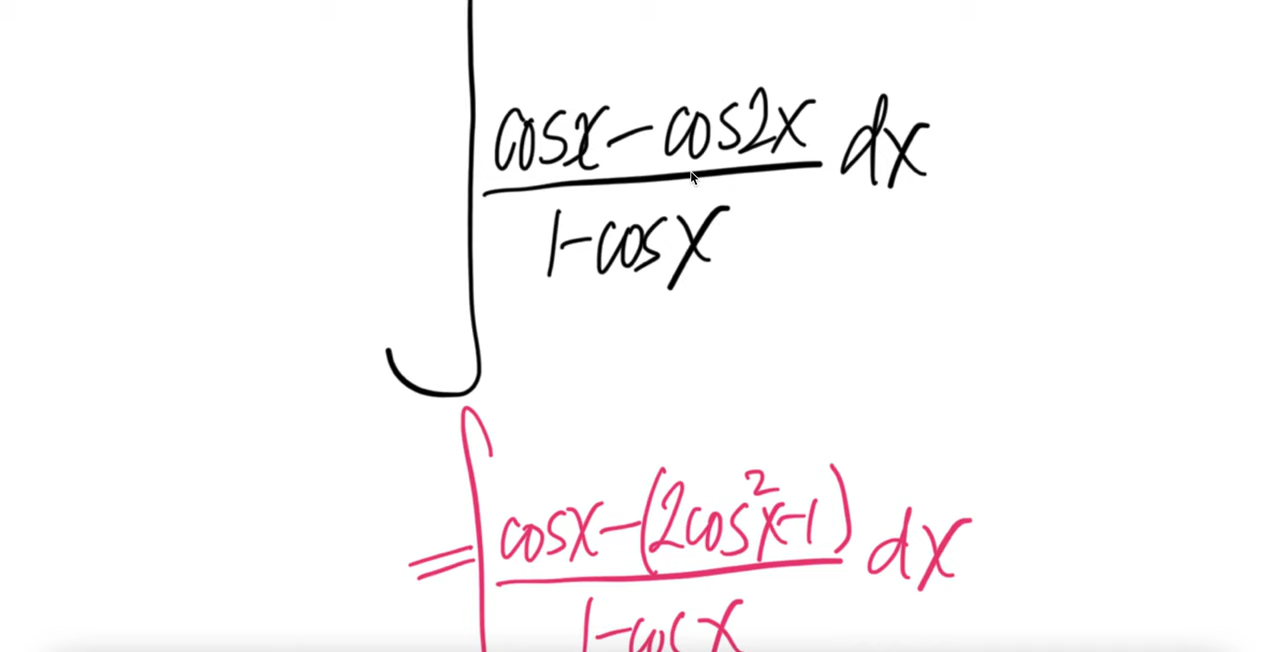 ∫ (cosx - cos2x)/(1-cosx) dx
= ∫ (cosx - (2cos²x-1))/(1-cosx) dx